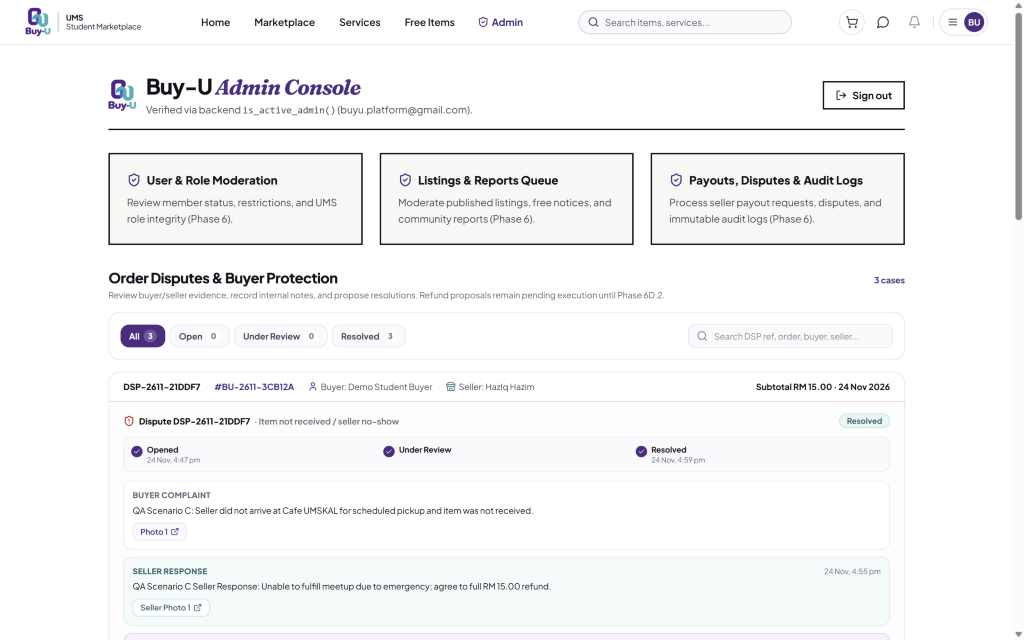 Buy-U
UMS
Student Marketplace
Home
Marketplace
Services
Free Items
Admin
Search items, services...
BU
Buy-U
Buy-U Admin Console
Verified via backend is_active_admin() (buyu.platform@gmail.com).
Sign out
User & Role Moderation
Review member status, restrictions, and UMS
role integrity (Phase 6).
Listings & Reports Queue
Moderate published listings, free notices, and
community reports (Phase 6).
Payouts, Disputes & Audit Logs
Process seller payout requests, disputes, and
immutable audit logs (Phase 6).
Order Disputes & Buyer Protection
3 cases
Review buyer/seller evidence, record internal notes, and propose resolutions. Refund proposals remain pending execution until Phase 6D.2.
All 3
Open 0
Under Review 0
Resolved 3
Search DSP ref, order, buyer, seller...
DSP-2611-21DDF7 · #BU-2611-3CB12A · Buyer: Demo Student Buyer · Seller: HazIq Hazim
Subtotal RM 15.00 · 24 Nov 2026
Dispute DSP-2611-21DDF7 · Item not received / seller no-show
Resolved
Opened
24 Nov, 4:47 pm
Under Review
Resolved
24 Nov, 4:59 pm
BUYER COMPLAINT
QA Scenario C: Seller did not arrive at Cafe UMSKAL for scheduled pickup and item was not received.
Photo 1
SELLER RESPONSE
24 Nov, 4:55 pm
QA Scenario C Seller Response: Unable to fulfill meetup due to emergency; agree to full RM 15.00 refund.
Seller Photo 1